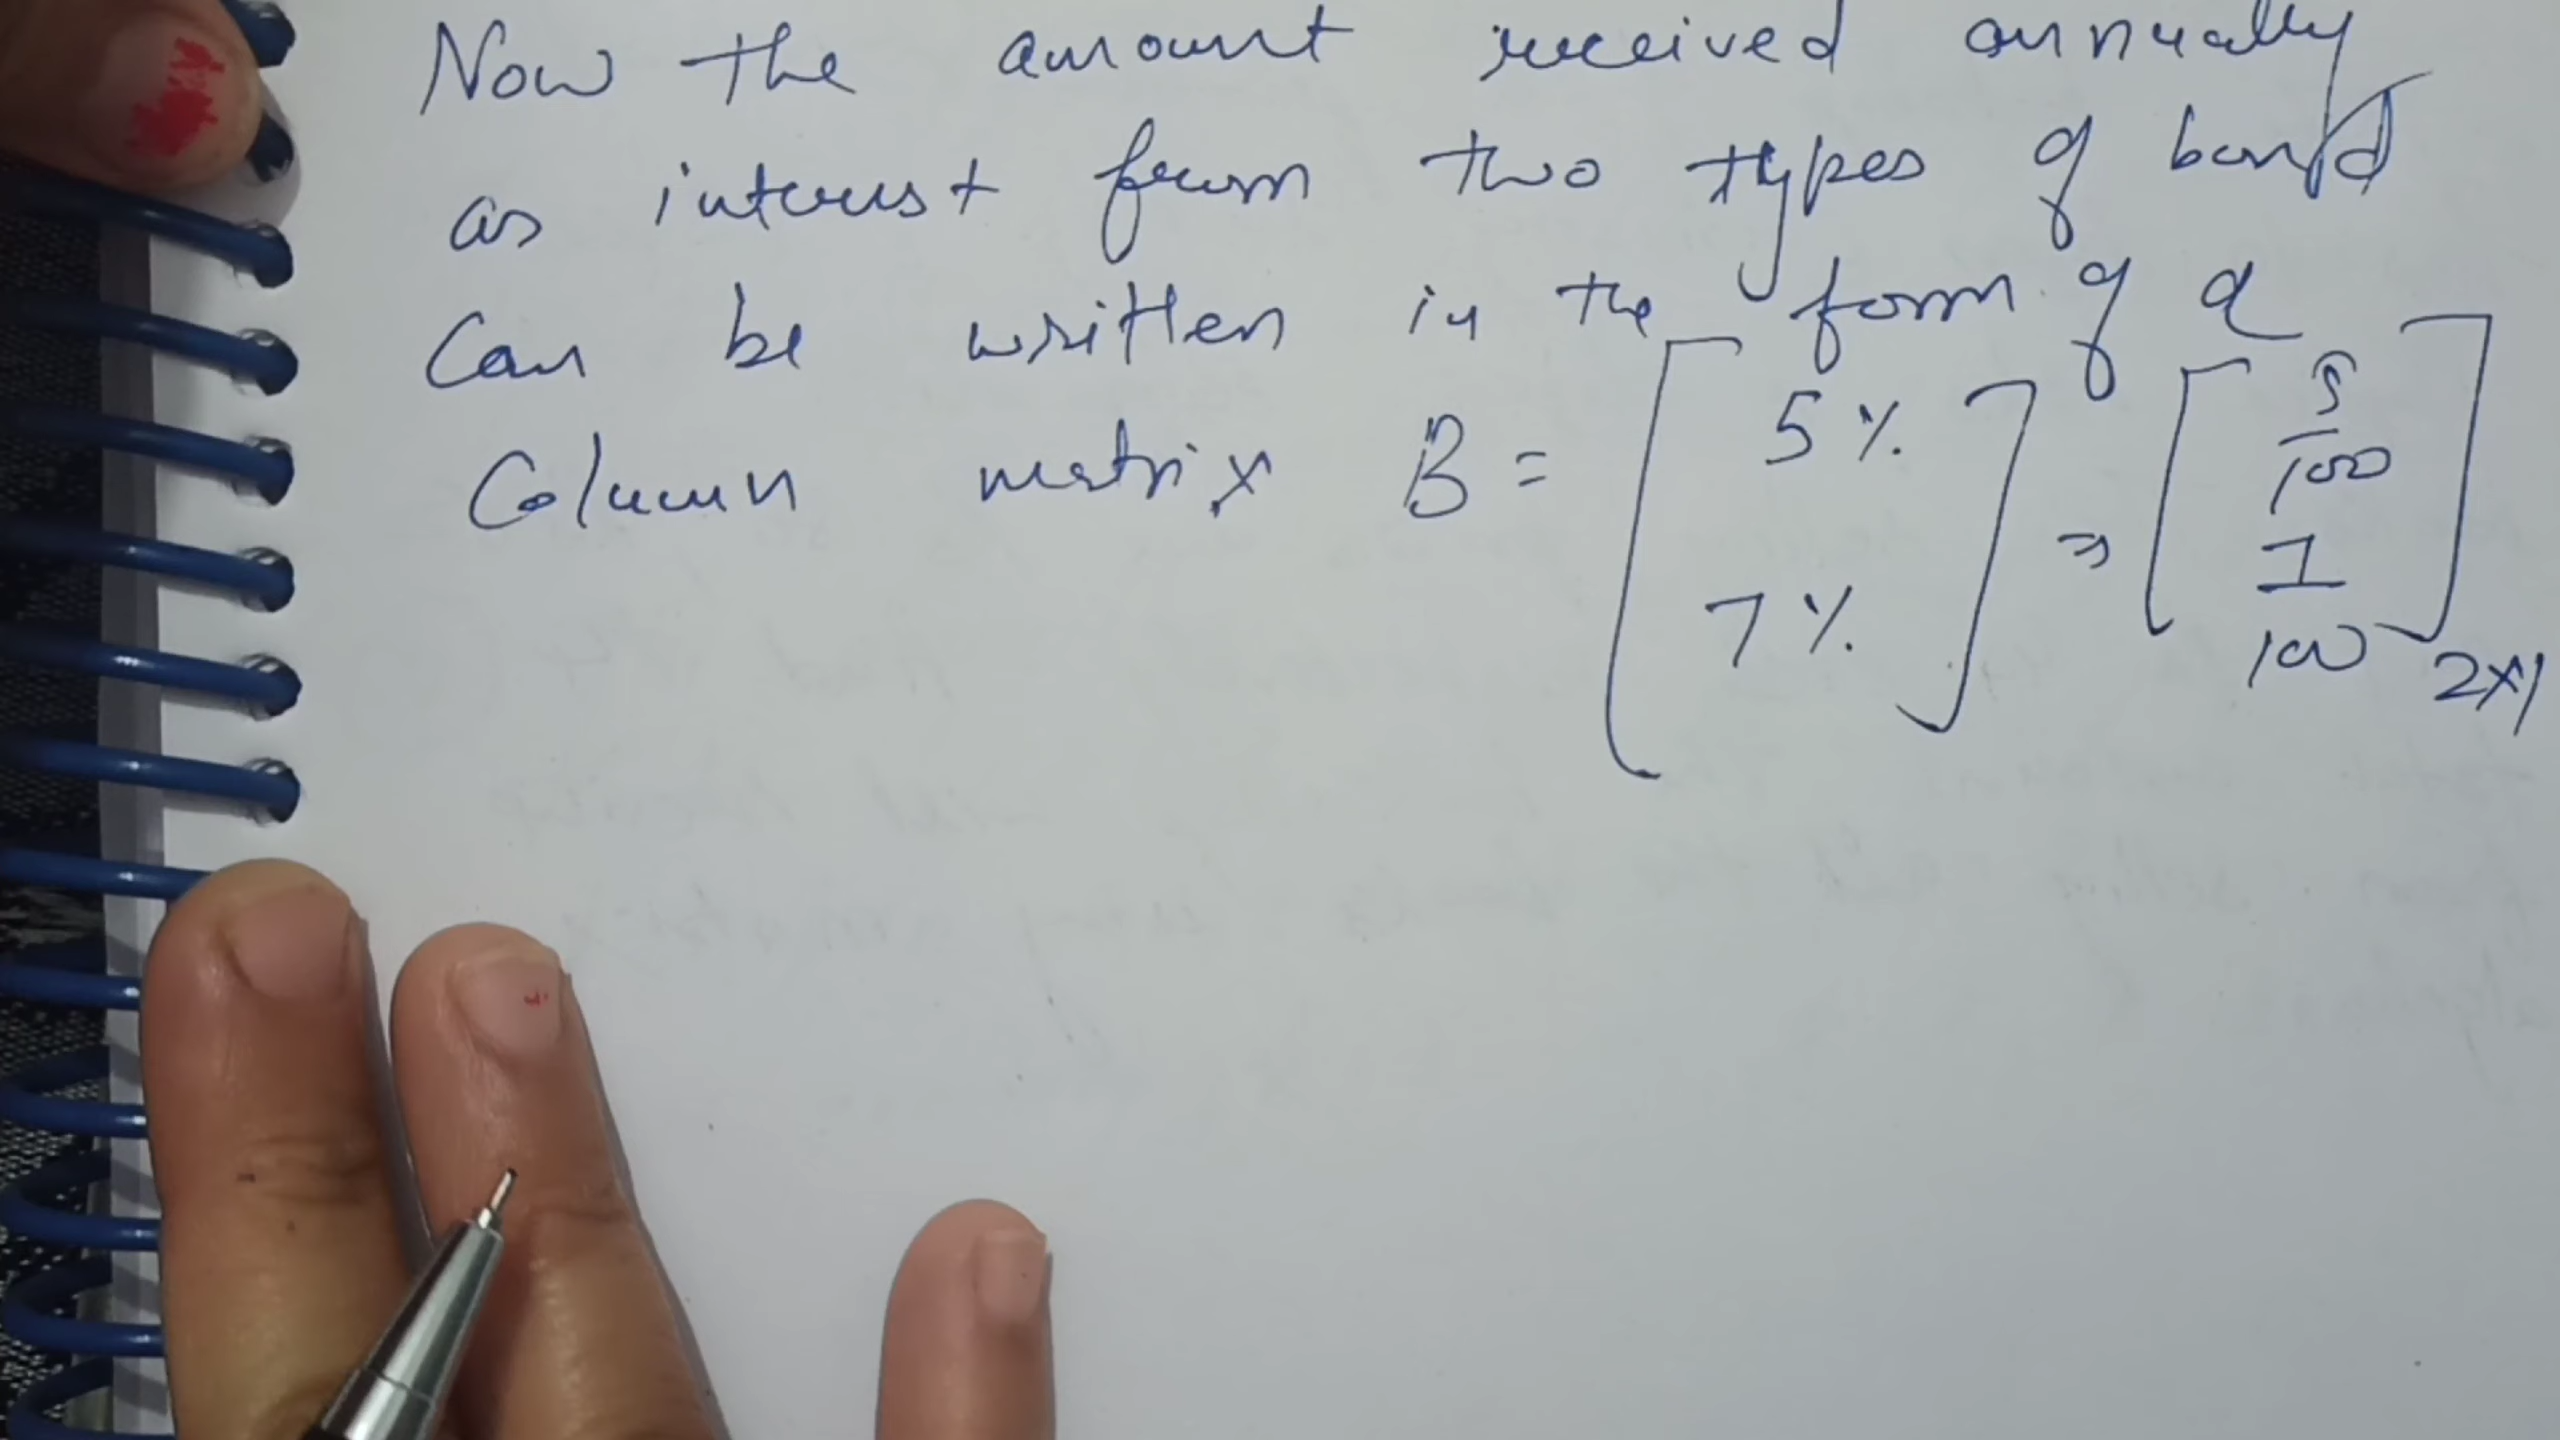 Now the amount received annually
as interest from two types of bond
Can be written in the form of a
Column matrix B = [ 5 % 7 % ] ⇒ [ 5/100 7/100 ] 2×1